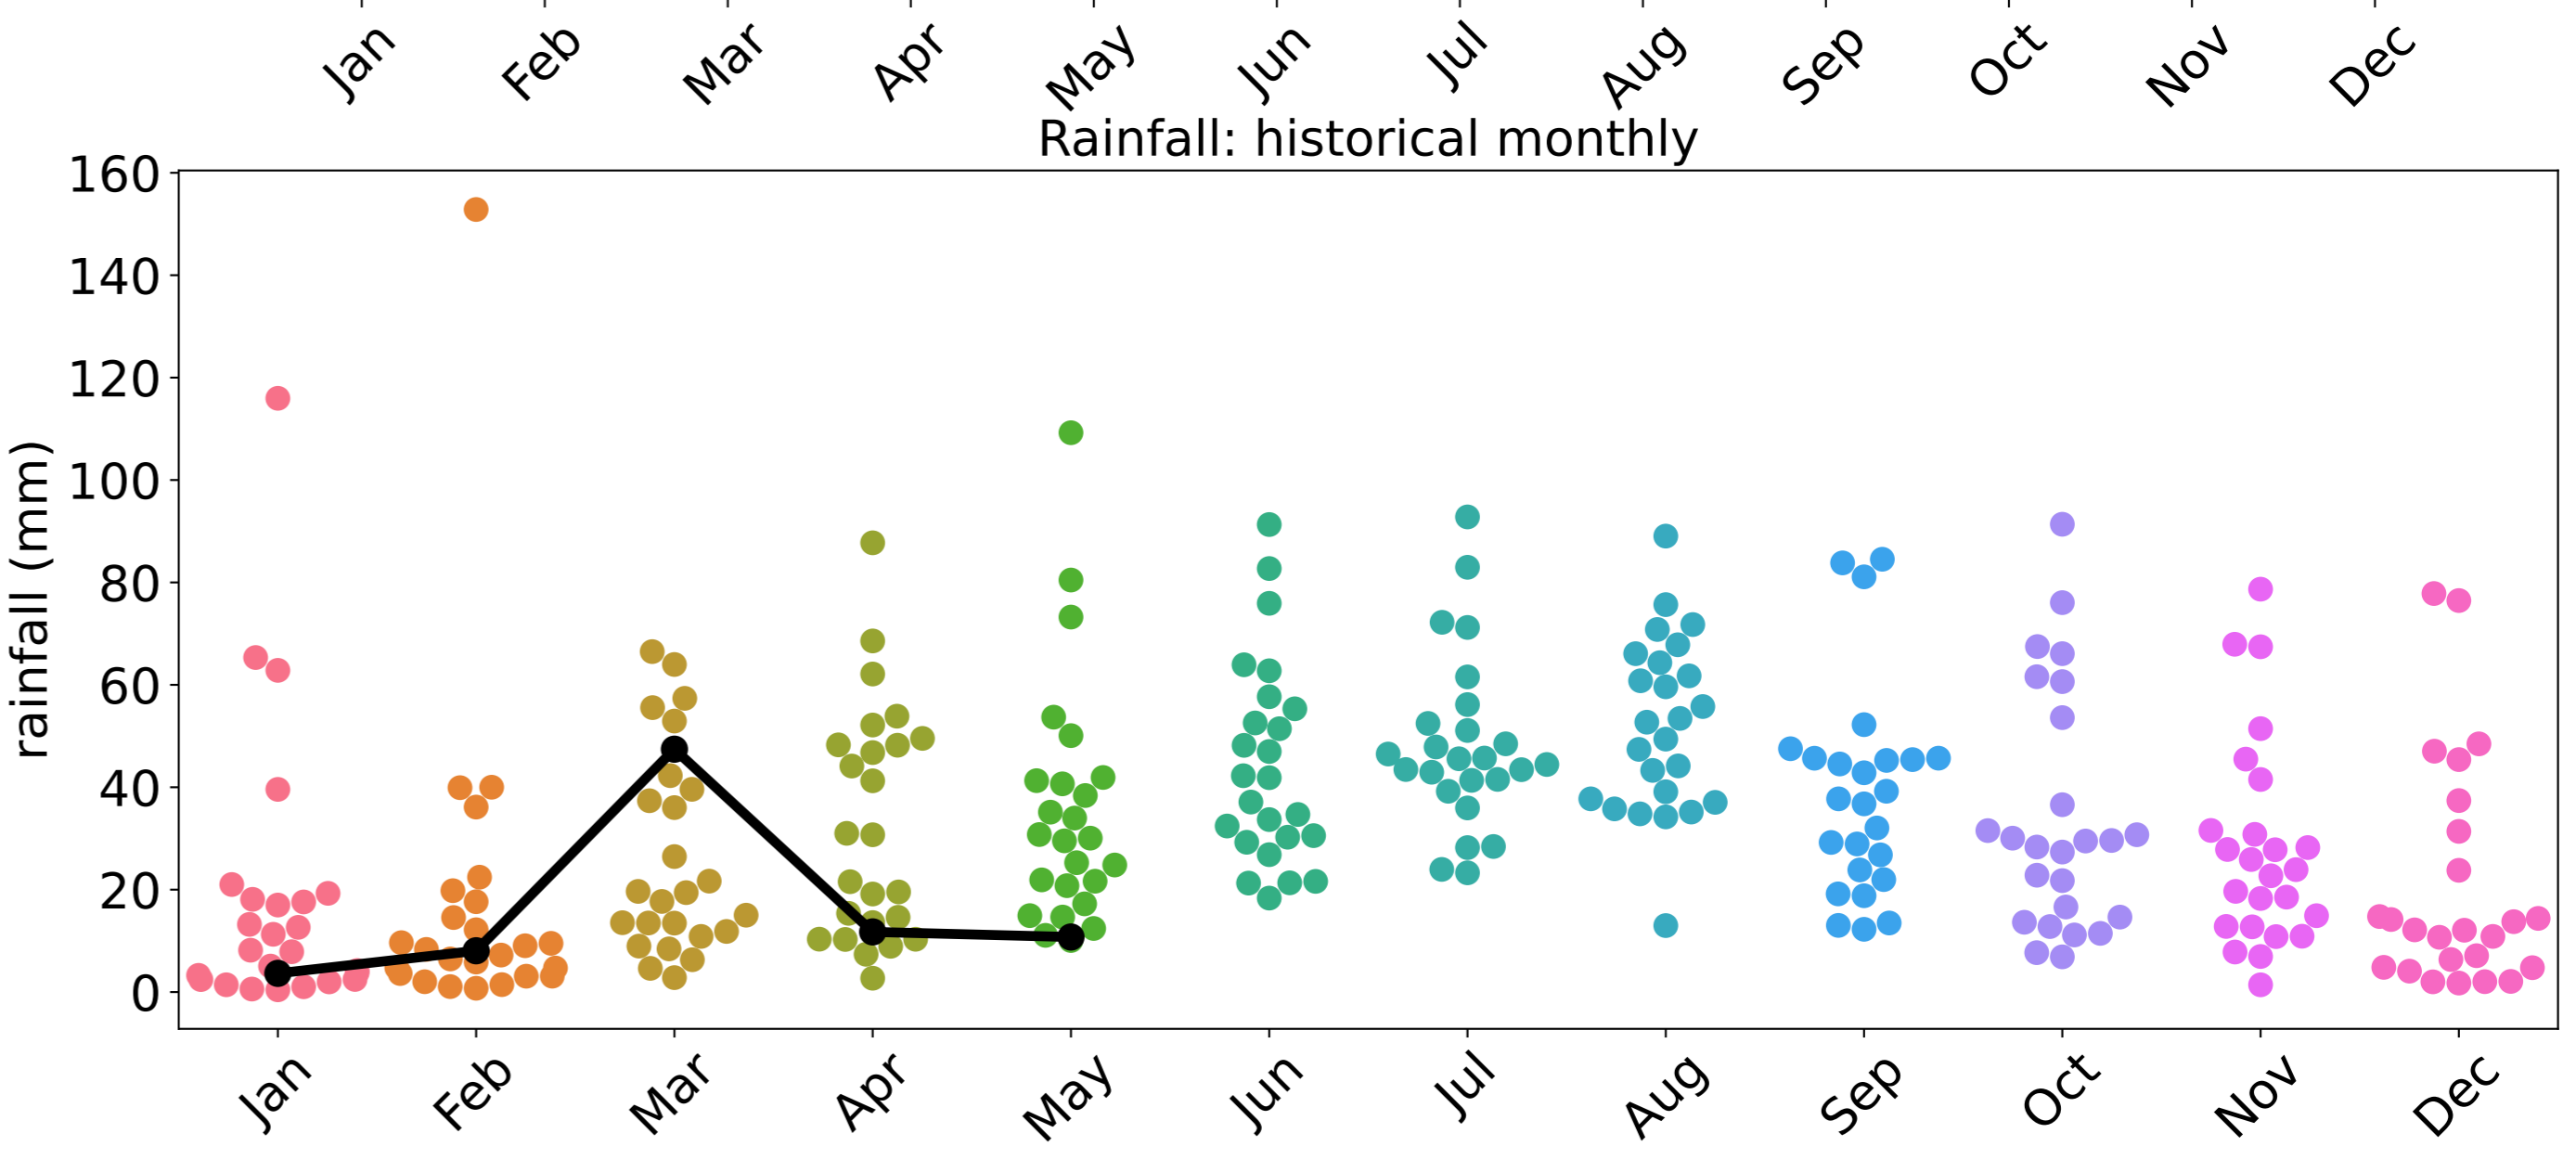 Jan Feb Mar Apr May Jun Jul Aug Sep Oct Nov Dec
Rainfall: historical monthly
rainfall (mm)
160
140
120
100
80
60
40
20
0
Jan Feb Mar Apr May Jun Jul Aug Sep Oct Nov Dec